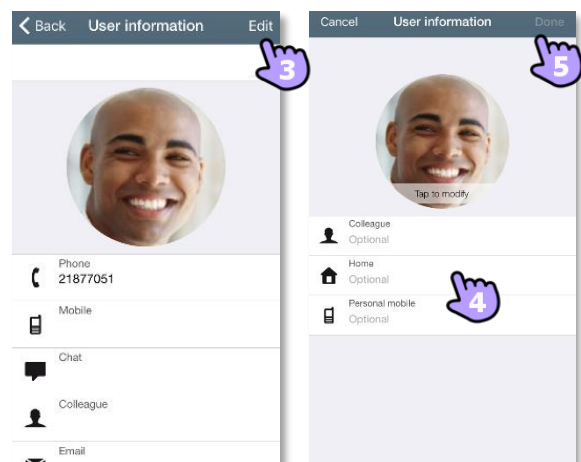 Back User information Edit
3
Phone
21877051
Mobile
Chat
Colleague
Email
Cancel User information Done
5
Tap to modify
Colleague
Optional
Home
Optional
4
Personal mobile
Optional